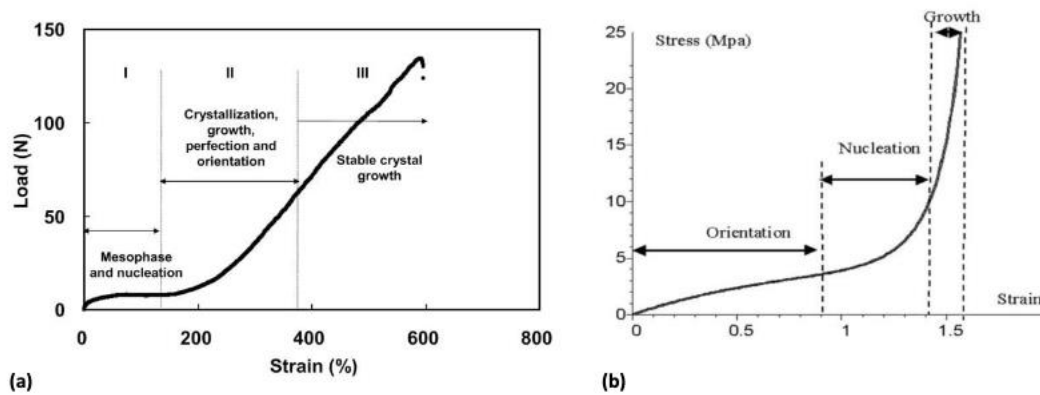 150
100
50
0
Load (N)
I
II
III
Crystallization,
growth,
perfection and
orientation
Stable crystal
growth
Mesophase
and nucleation
0
200
400
600
800
Strain (%)
(a)
Growth
25
20
15
10
5
0
Stress (Mpa)
Nucleation
Orientation
Strain
0
0.5
1
1.5
(b)